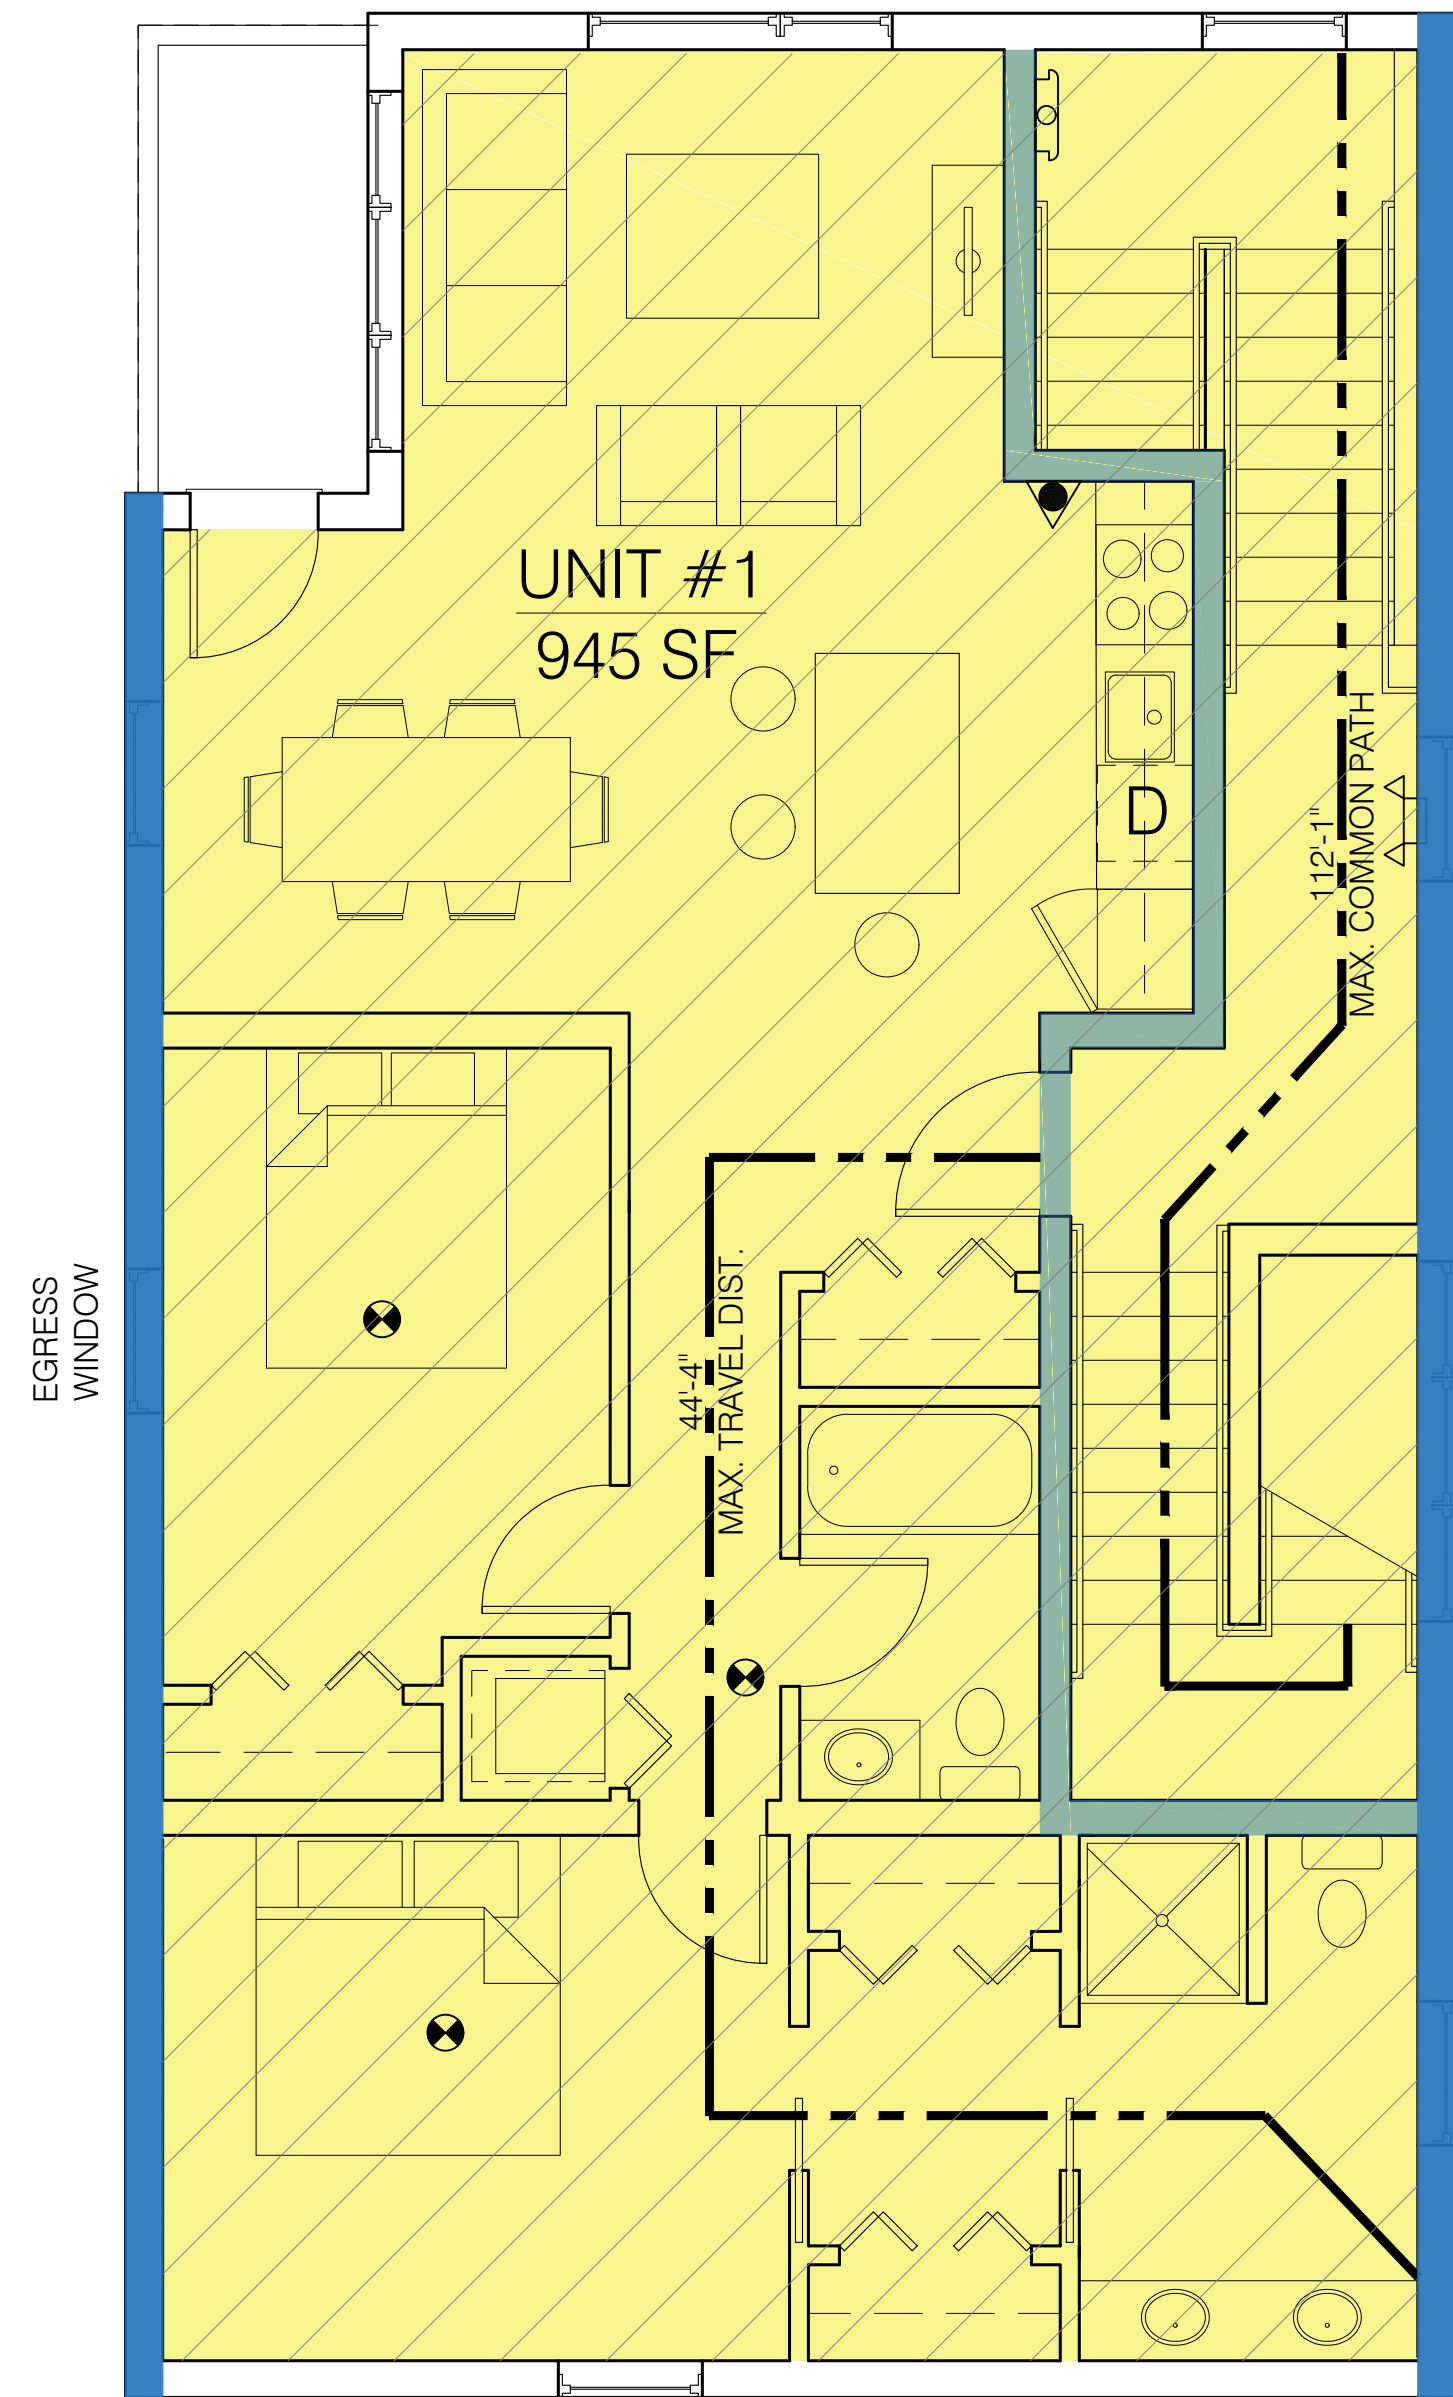 UNIT #1
945 SF
D
112'-1"
MAX. COMMON PATH
EGRESS
WINDOW
44'-4"
MAX. TRAVEL DIST.